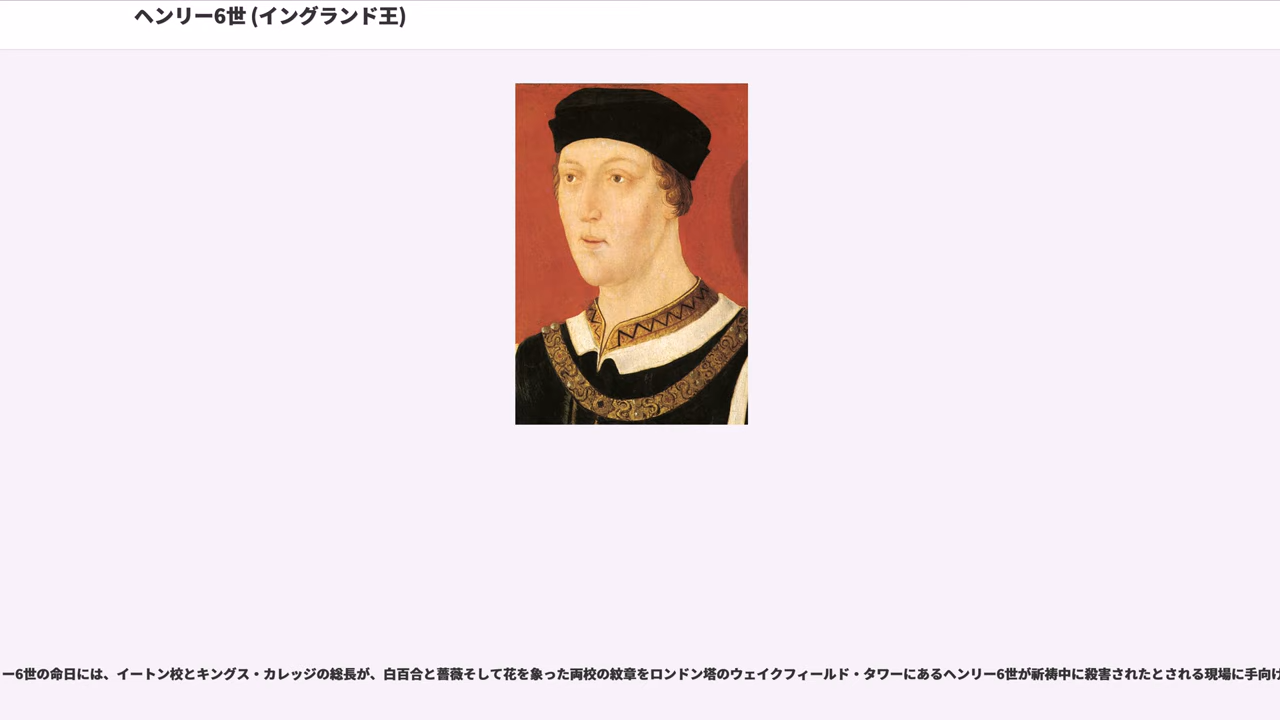 ヘンリー6世 (イングランド王)
ー6世の命日には、イートン校とキングス・カレッジの総長が、白百合と薔薇そして花を象った両校の紋章をロンドン塔のウェイクフィールド・タワーにあるヘンリー6世が祈祷中に殺害されたとされる現場に手向け